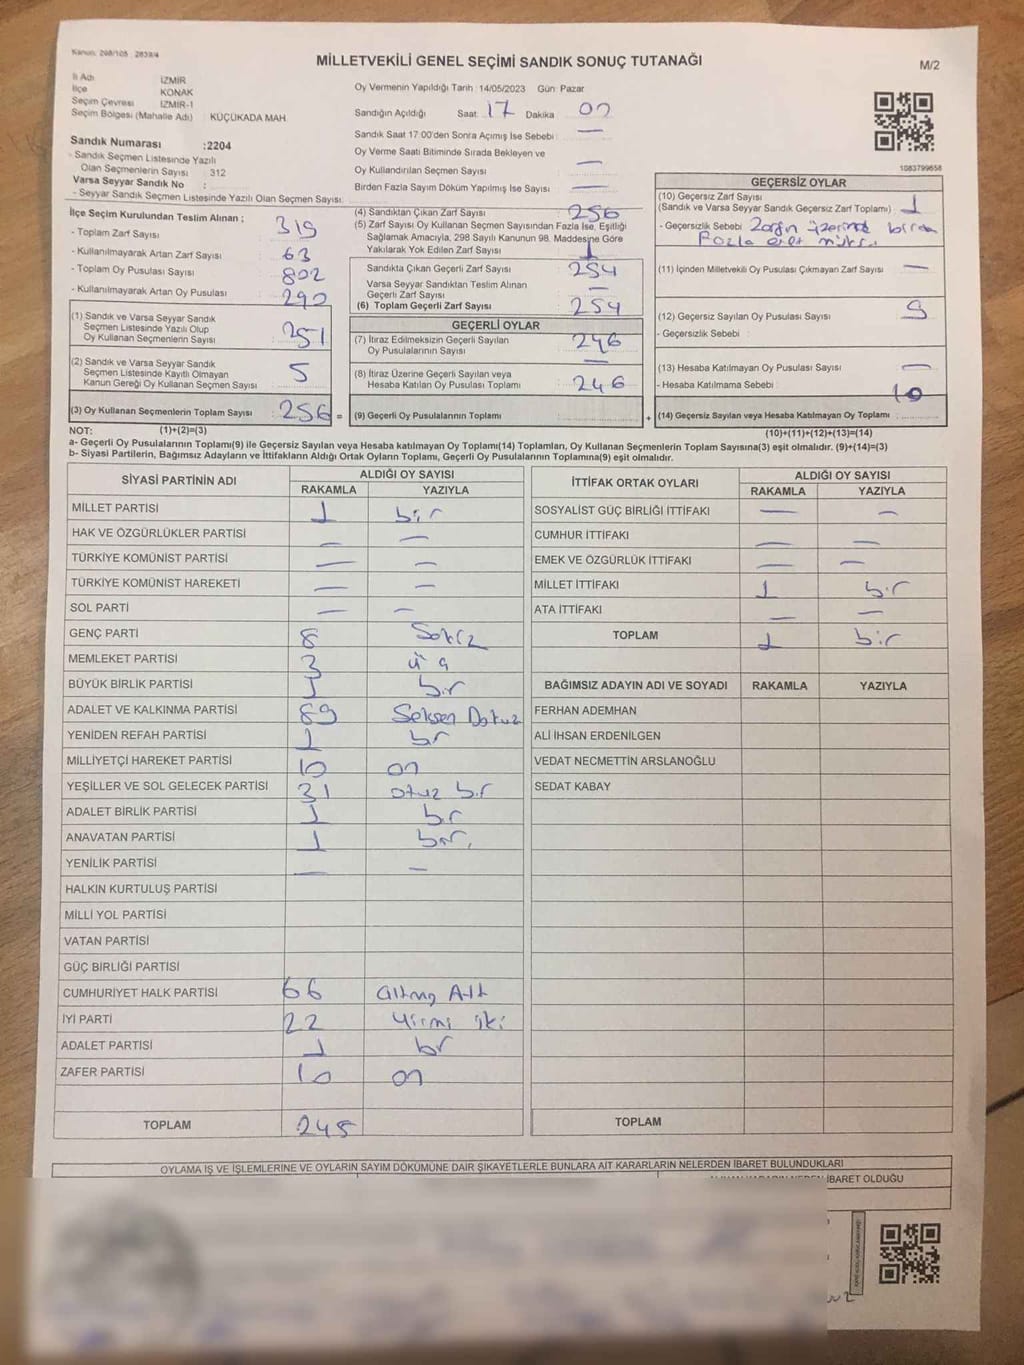 Kanun: 298/105 2839/4
MİLLETVEKİLİ GENEL SEÇİMİ SANDIK SONUÇ TUTANAĞI
M/2
İl Adı İZMİR
İlçe KONAK
Seçim Çevresi İZMİR-1
Seçim Bölgesi (Mahalle Adı) : KÜÇÜKADA MAH.
Sandık Numarası :2204
- Sandık Seçmen Listesinde Yazılı
Olan Seçmenlerin Sayısı : 312
Varsa Seyyar Sandık No :
- Seyyar Sandık Seçmen Listesinde Yazılı Olan Seçmen Sayısı:
Oy Vermenin Yapıldığı Tarih : 14/05/2023 Gün: Pazar
Sandığın Açıldığı Saat: 17 Dakika 00
Sandık Saat 17:00'den Sonra Açılmış İse Sebebi : —
Oy Verme Saati Bitiminde Sırada Bekleyen ve
Oy Kullandırılan Seçmen Sayısı : —
Birden Fazla Sayım Döküm Yapılmış İse Sayısı : —
1083799658
İlçe Seçim Kurulundan Teslim Alınan ;
- Toplam Zarf Sayısı 319
- Kullanılmayarak Artan Zarf Sayısı 63
- Toplam Oy Pusulası Sayısı 802
- Kullanılmayarak Artan Oy Pusulası 290
(1) Sandık ve Varsa Seyyar Sandık
Seçmen Listesinde Yazılı Olup
Oy Kullanan Seçmenlerin Sayısı 251
(2) Sandık ve Varsa Seyyar Sandık
Seçmen Listesinde Kayıtlı Olmayan
Kanun Gereği Oy Kullanan Seçmen Sayısı 5
(3) Oy Kullanan Seçmenlerin Toplam Sayısı 256 =
(4) Sandıktan Çıkan Zarf Sayısı 256
(5) Zarf Sayısı Oy Kullanan Seçmen Sayısından Fazla İse, Eşitliği
Sağlamak Amacıyla, 298 Sayılı Kanunun 98. Maddesine Göre
Yakılarak Yok Edilen Zarf Sayısı 1
Sandıkta Çıkan Geçerli Zarf Sayısı 254
Varsa Seyyar Sandıktan Teslim Alınan
Geçerli Zarf Sayısı —
(6) Toplam Geçerli Zarf Sayısı 254
GEÇERLİ OYLAR
(7) İtiraz Edilmeksizin Geçerli Sayılan
Oy Pusulalarının Sayısı 246
(8) İtiraz Üzerine Geçerli Sayılan veya —
Hesaba Katılan Oy Pusulası Toplamı 246
(9) Geçerli Oy Pusulalarının Toplamı +
GEÇERSİZ OYLAR
(10) Geçersiz Zarf Sayısı
(Sandık ve Varsa Seyyar Sandık Geçersiz Zarf Toplamı) 1
- Geçersizlik Sebebi Zarfın üzerinde birden
Fazla evet mührü
(11) İçinden Milletvekili Oy Pusulası Çıkmayan Zarf Sayısı —
(12) Geçersiz Sayılan Oy Pusulası Sayısı 9
- Geçersizlik Sebebi :
(13) Hesaba Katılmayan Oy Pusulası Sayısı —
- Hesaba Katılmama Sebebi : 10
(14) Geçersiz Sayılan veya Hesaba Katılmayan Oy Toplamı
NOT: (1)+(2)=(3) (10)+(11)+(12)+(13)=(14)
a- Geçerli Oy Pusulalarının Toplamı(9) ile Geçersiz Sayılan veya Hesaba katılmayan Oy Toplamı(14) Toplamları, Oy Kullanan Seçmenlerin Toplam Sayısına(3) eşit olmalıdır. (9)+(14)=(3)
b- Siyasi Partilerin, Bağımsız Adayların ve İttifakların Aldığı Ortak Oyların Toplamı, Geçerli Oy Pusulalarının Toplamına(9) eşit olmalıdır.
SİYASİ PARTİNİN ADI ALDIĞI OY SAYISI
RAKAMLA YAZIYLA
MİLLET PARTİSİ 1 bir
HAK VE ÖZGÜRLÜKLER PARTİSİ — —
TÜRKİYE KOMÜNİST PARTİSİ — —
TÜRKİYE KOMÜNİST HAREKETİ — —
SOL PARTİ — —
GENÇ PARTİ 8 Sekiz
MEMLEKET PARTİSİ 3 üç
BÜYÜK BİRLİK PARTİSİ 1 bir
ADALET VE KALKINMA PARTİSİ 89 Seksen Dokuz
YENİDEN REFAH PARTİSİ 1 bir
MİLLİYETÇİ HAREKET PARTİSİ 10 on
YEŞİLLER VE SOL GELECEK PARTİSİ 31 otuz bir
ADALET BİRLİK PARTİSİ 1 bir
ANAVATAN PARTİSİ 1 bir
YENİLİK PARTİSİ — —
HALKIN KURTULUŞ PARTİSİ
MİLLİ YOL PARTİSİ
VATAN PARTİSİ
GÜÇ BİRLİĞİ PARTİSİ
CUMHURİYET HALK PARTİSİ 66 altmış Altı
İYİ PARTİ 22 Yirmi iki
ADALET PARTİSİ 1 bir
ZAFER PARTİSİ 10 on
TOPLAM 245
İTTİFAK ORTAK OYLARI ALDIĞI OY SAYISI
RAKAMLA YAZIYLA
SOSYALİST GÜÇ BİRLİĞİ İTTİFAKI — —
CUMHUR İTTİFAKI — —
EMEK VE ÖZGÜRLÜK İTTİFAKI — —
MİLLET İTTİFAKI 1 bir
ATA İTTİFAKI — —
TOPLAM 1 bir
BAĞIMSIZ ADAYIN ADI VE SOYADI RAKAMLA YAZIYLA
FERHAN ADEMHAN
ALİ İHSAN ERDENİLGEN
VEDAT NECMETTİN ARSLANOĞLU
SEDAT KABAY
TOPLAM
OYLAMA İŞ VE İŞLEMLERİNE VE OYLARIN SAYIM DÖKÜMÜNE DAİR ŞİKAYETLERLE BUNLARA AİT KARARLARIN NELERDEN İBARET BULUNDUKLARI
İBARET OLDUĞU